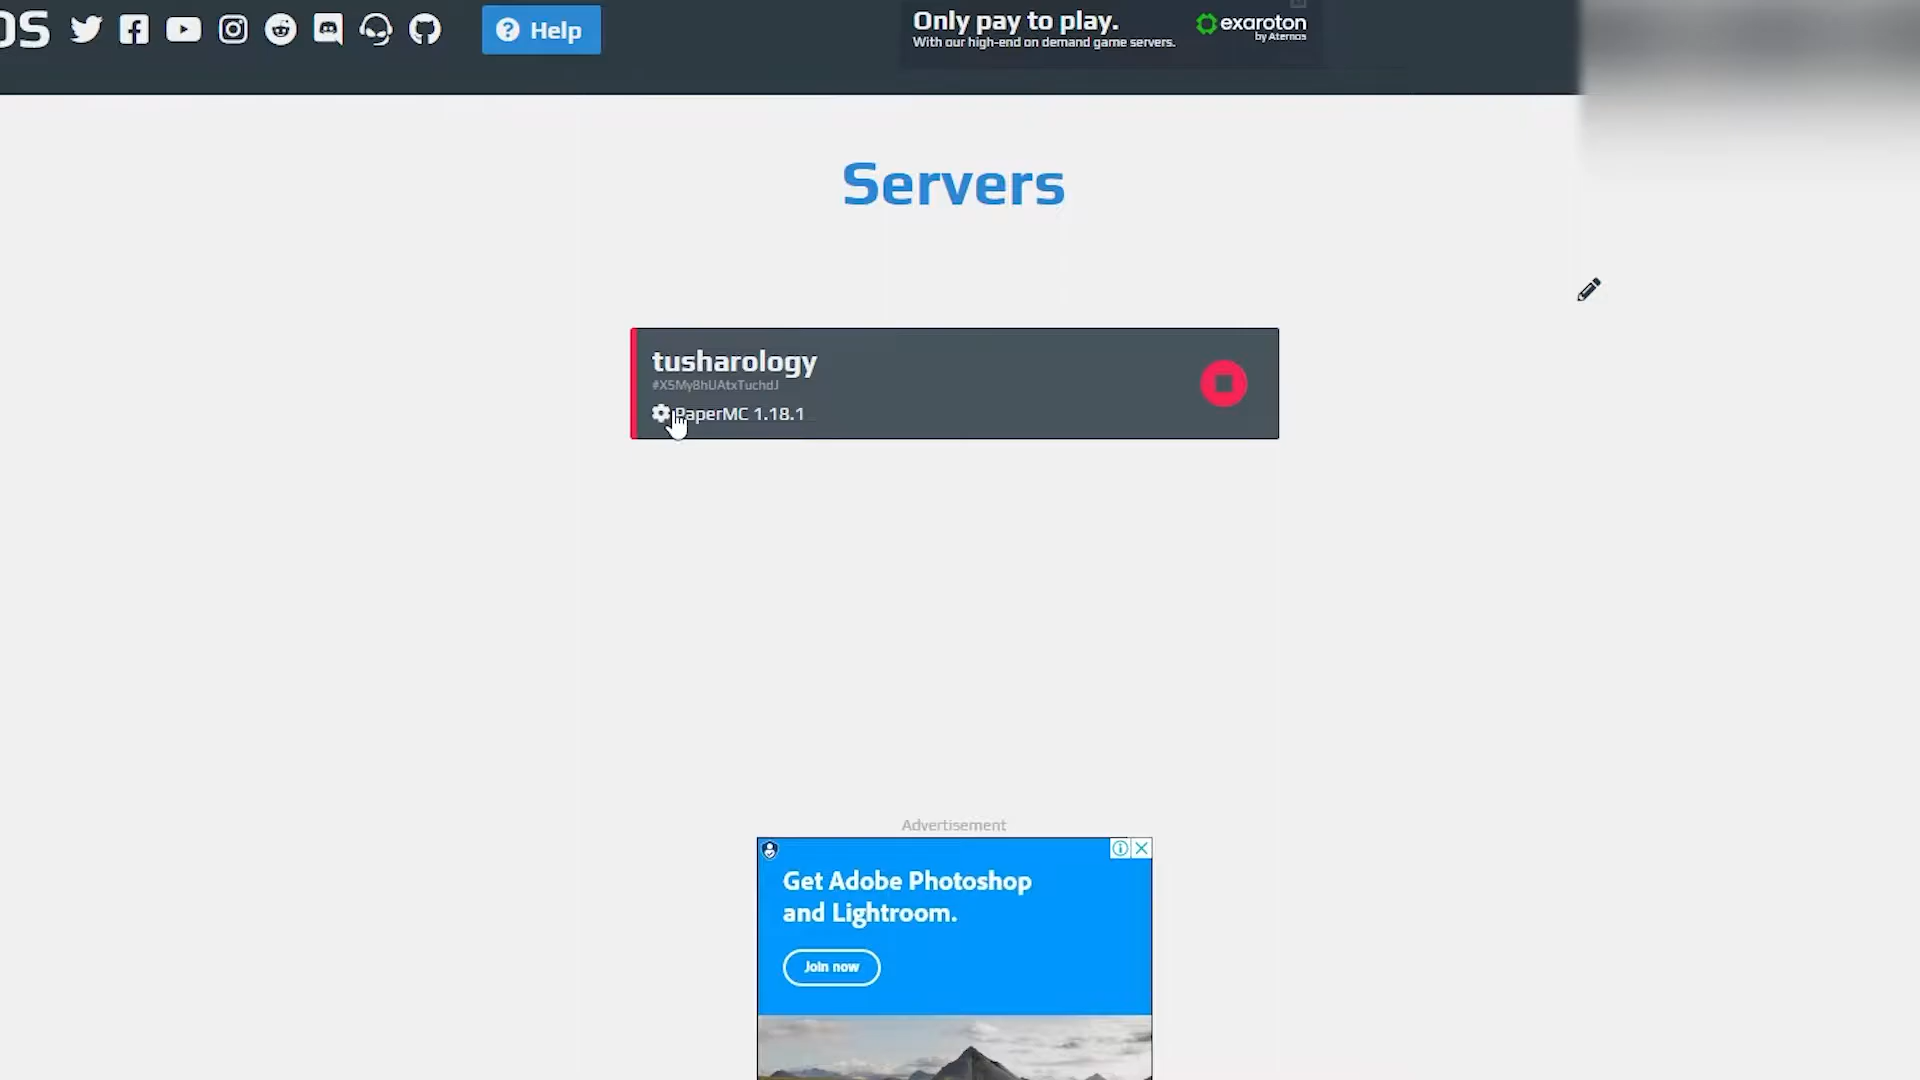 OS
Help
Only pay to play.
With our high-end on demand game servers.
exaroton
by Aternos
Servers
tusharology
PaperMC 1.18.1
Advertisement
Get Adobe Photoshop
and Lightroom.
Join now